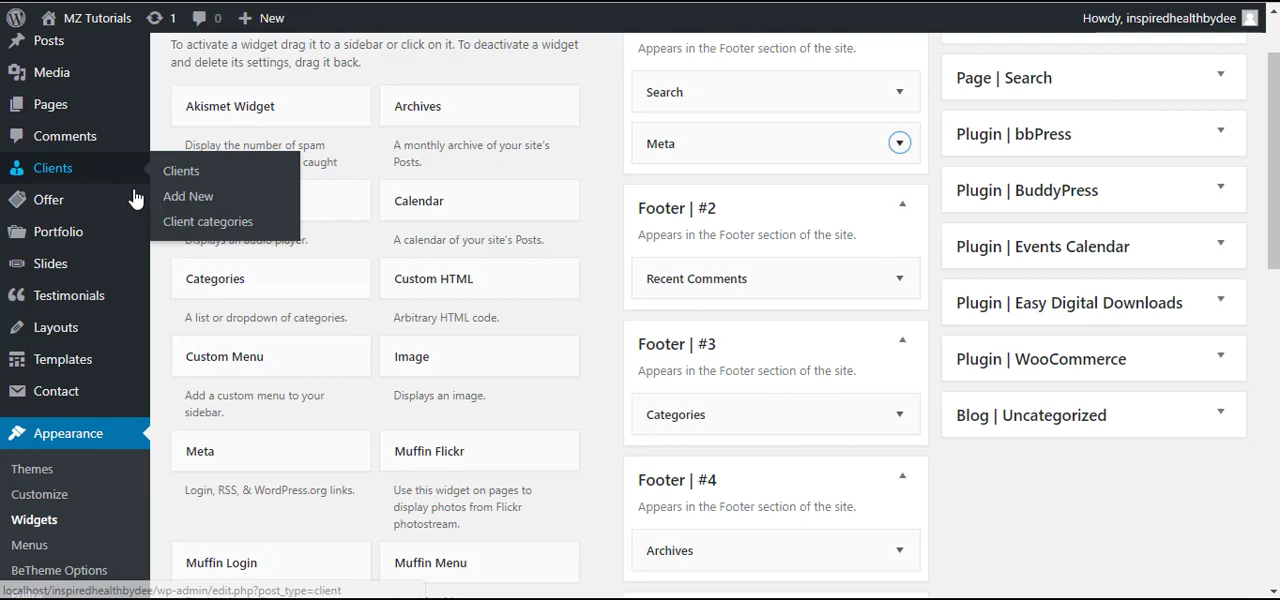 MZ Tutorials 1 0 New Howdy, inspiredhealthbydee
Posts
Media
Pages
Comments
Clients
Offer
Portfolio
Slides
Testimonials
Layouts
Templates
Contact
Appearance
Themes
Customize
Widgets
Menus
BeTheme Options
Clients
Add New
Client categories
To activate a widget drag it to a sidebar or click on it. To deactivate a widget
and delete its settings, drag it back.
Akismet Widget
Display the number of spam
caught
Archives
A monthly archive of your site's
Posts.
Displays an audio player.
Calendar
A calendar of your site's Posts.
Categories
A list or dropdown of categories.
Custom HTML
Arbitrary HTML code.
Custom Menu
Add a custom menu to your
sidebar.
Image
Displays an image.
Meta
Login, RSS, & WordPress.org links.
Muffin Flickr
Use this widget on pages to
display photos from Flickr
photostream.
Muffin Login
Muffin Menu
Appears in the Footer section of the site.
Search
Meta
Footer | #2
Appears in the Footer section of the site.
Recent Comments
Footer | #3
Appears in the Footer section of the site.
Categories
Footer | #4
Appears in the Footer section of the site.
Archives
Page | Search
Plugin | bbPress
Plugin | BuddyPress
Plugin | Events Calendar
Plugin | Easy Digital Downloads
Plugin | WooCommerce
Blog | Uncategorized
localhost/inspiredhealthbydee/wp-admin/edit.php?post_type=client